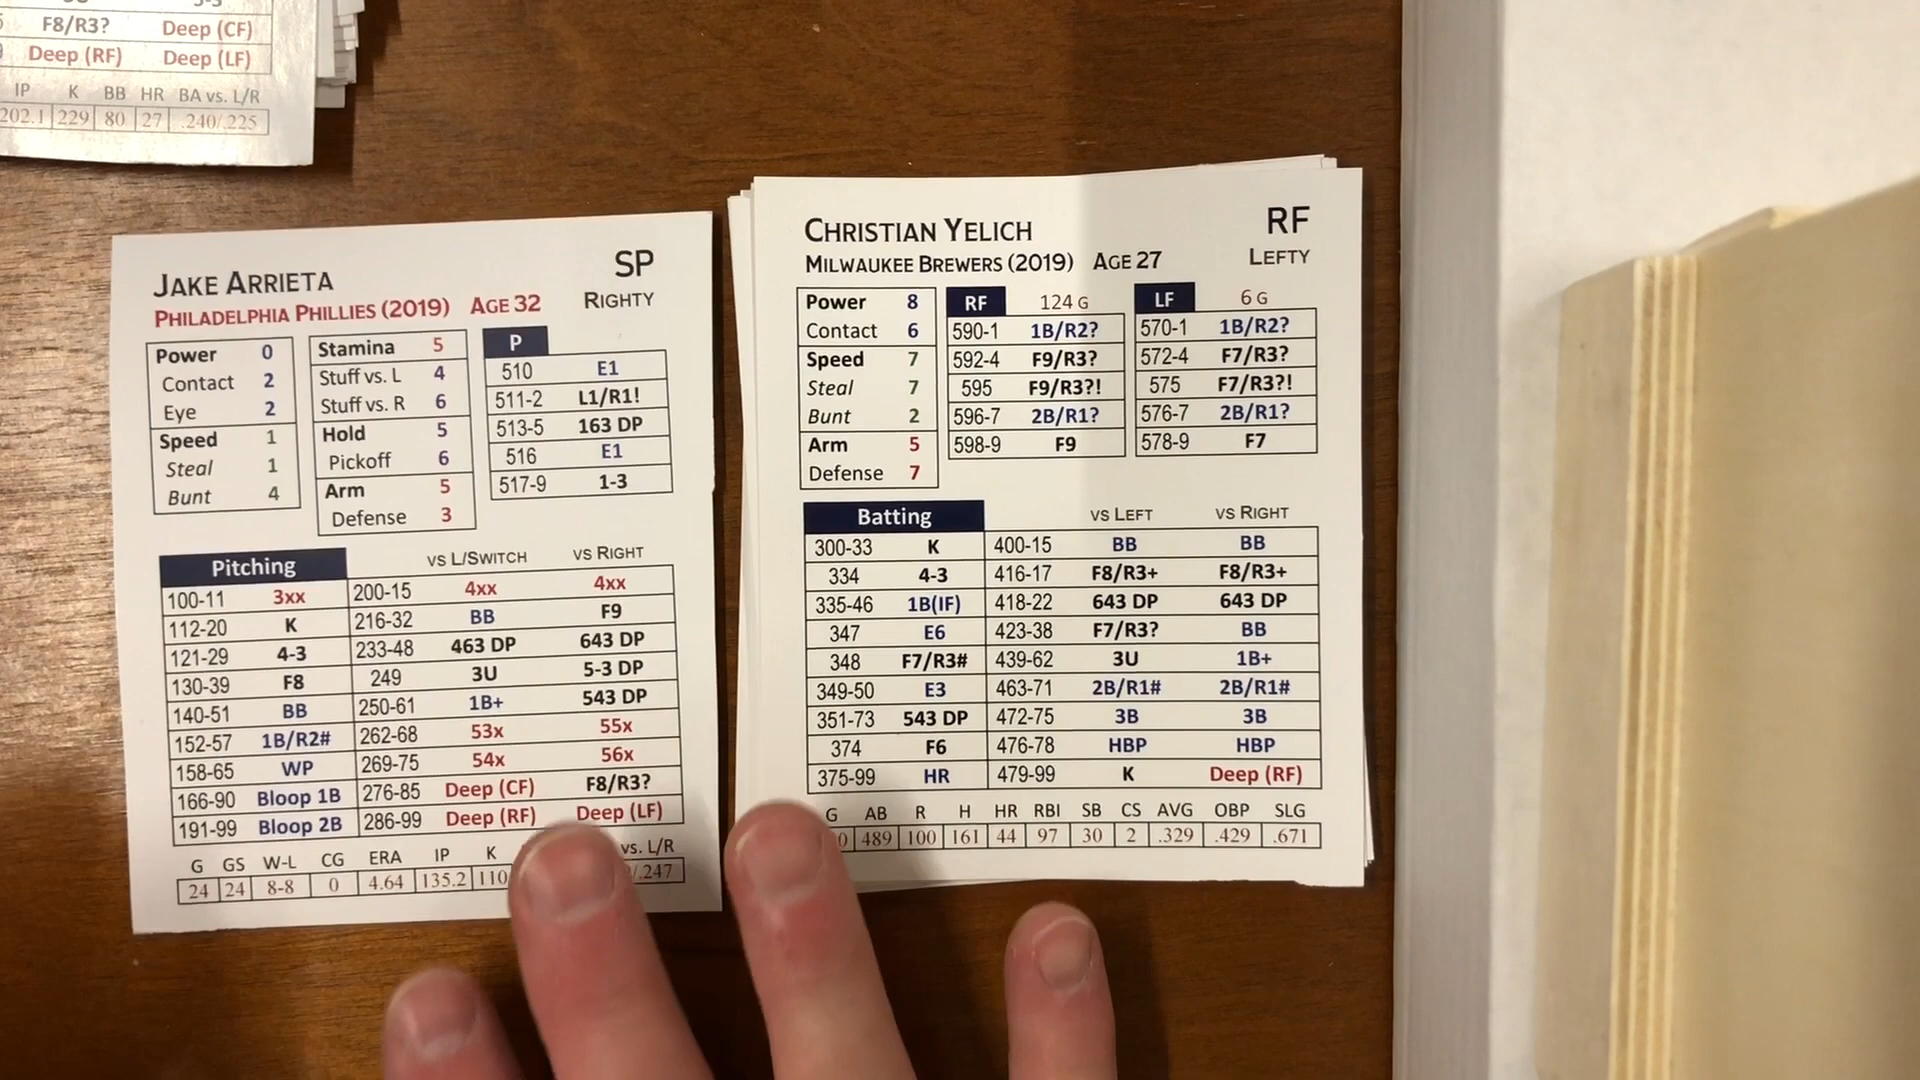 F8/R3? Deep (CF)
Deep (RF) Deep (LF)
IP K BB HR BA vs. L/R
202.1 229 80 27 .240/.225
JAKE ARRIETA SP
PHILADELPHIA PHILLIES (2019) AGE 32 RIGHTY
Power 0 Stamina 5 P
Contact 2 Stuff vs. L 4 510 E1
Eye 2 Stuff vs. R 6 511-2 L1/R1!
Speed 1 Hold 5 513-5 163 DP
Steal 1 Pickoff 6 516 E1
Bunt 4 Arm 5 517-9 1-3
Defense 3
Pitching VS L/SWITCH VS RIGHT
100-11 3xx 200-15 4xx 4xx
112-20 K 216-32 BB F9
121-29 4-3 233-48 463 DP 643 DP
130-39 F8 249 3U 5-3 DP
140-51 BB 250-61 1B+ 543 DP
152-57 1B/R2# 262-68 53x 55x
158-65 WP 269-75 54x 56x
166-90 Bloop 1B 276-85 Deep (CF) F8/R3?
191-99 Bloop 2B 286-99 Deep (RF) Deep (LF)
G GS W-L CG ERA IP K vs. L/R
24 24 8-8 0 4.64 135.2 110 /.247
CHRISTIAN YELICH RF
MILWAUKEE BREWERS (2019) AGE 27 LEFTY
Power 8 RF 124 G LF 6 G
Contact 6 590-1 1B/R2? 570-1 1B/R2?
Speed 7 592-4 F9/R3? 572-4 F7/R3?
Steal 7 595 F9/R3?! 575 F7/R3?!
Bunt 2 596-7 2B/R1? 576-7 2B/R1?
Arm 5 598-9 F9 578-9 F7
Defense 7
Batting VS LEFT VS RIGHT
300-33 K 400-15 BB BB
334 4-3 416-17 F8/R3+ F8/R3+
335-46 1B(IF) 418-22 643 DP 643 DP
347 E6 423-38 F7/R3? BB
348 F7/R3# 439-62 3U 1B+
349-50 E3 463-71 2B/R1# 2B/R1#
351-73 543 DP 472-75 3B 3B
374 F6 476-78 HBP HBP
375-99 HR 479-99 K Deep (RF)
G AB R H HR RBI SB CS AVG OBP SLG
0 489 100 161 44 97 30 2 .329 .429 .671